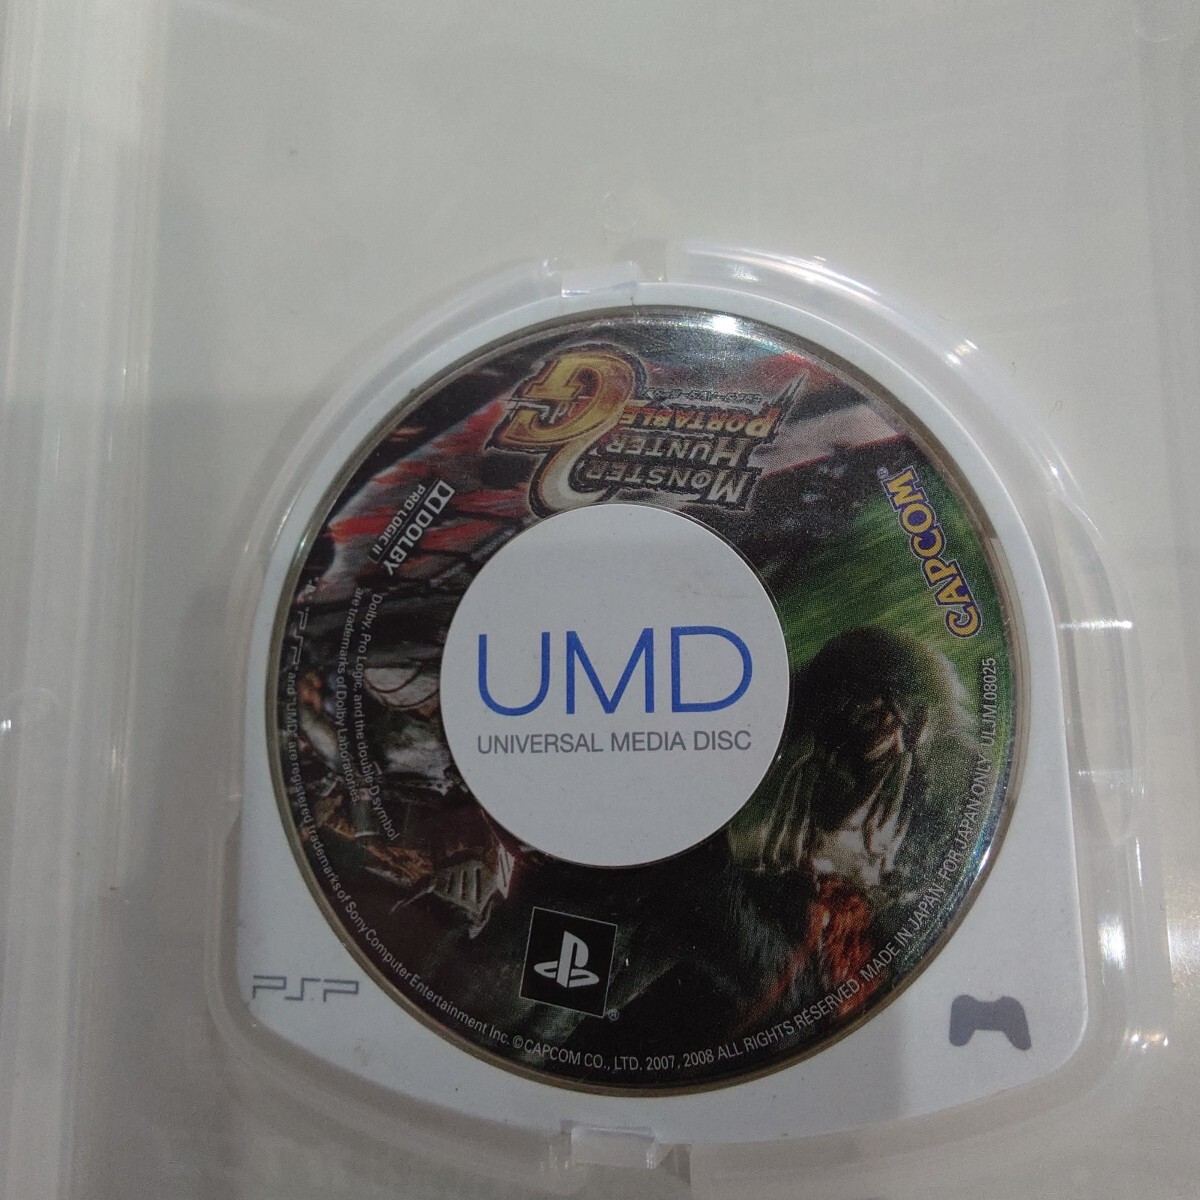 MONSTER
HUNTER
PORTABLE
2nd G
CAPCOM®
DOLBY
PRO LOGIC II
"Dolby, Pro Logic, and the double-D symbol
are trademarks of Dolby Laboratories
UMD
UNIVERSAL MEDIA DISC
"PSP" and "UMD" are registered trademarks of Sony Computer Entertainment Inc. ©CAPCOM CO., LTD. 2007, 2008 ALL RIGHTS RESERVED. MADE IN JAPAN FOR JAPAN ONLY ULJM 08025
®
PSP